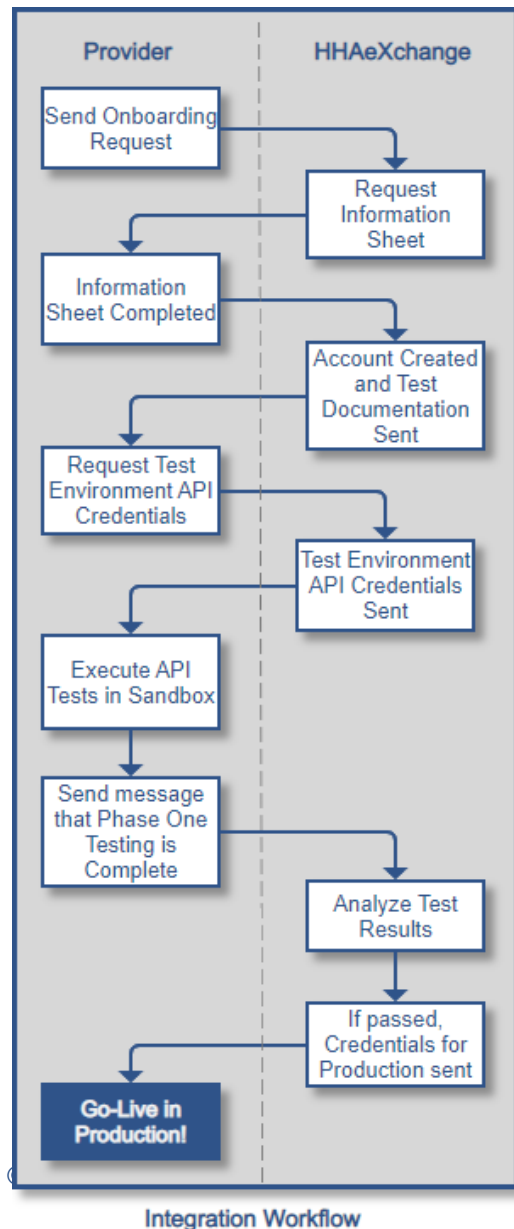 Provider
HHAeXchange
Send Onboarding
Request
Request
Information
Sheet
Information
Sheet Completed
Account Created
and Test
Documentation
Sent
Request Test
Environment API
Credentials
Test Environment
API Credentials
Sent
Execute API
Tests in Sandbox
Send message
that Phase One
Testing is
Complete
Analyze Test
Results
If passed,
Credentials for
Production sent
Go-Live in
Production!
Integration Workflow